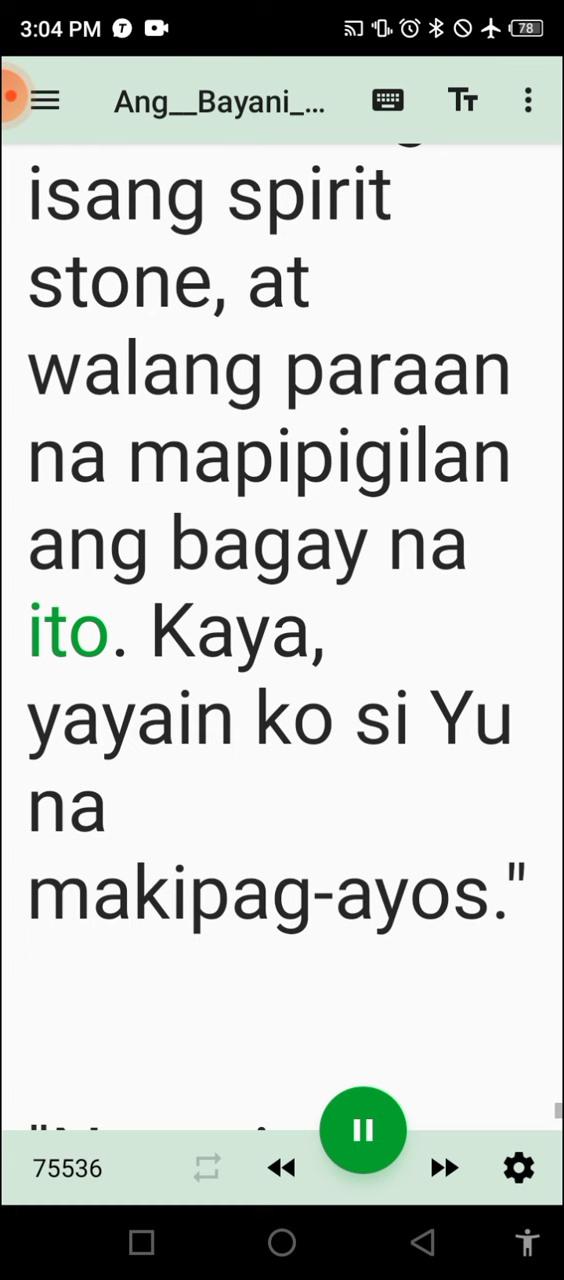 3:04 PM
78
Ang__Bayani_...
isang spirit
stone, at
walang paraan
na mapipigilan
ang bagay na
ito. Kaya,
yayain ko si Yu
na
makipag-ayos."
75536